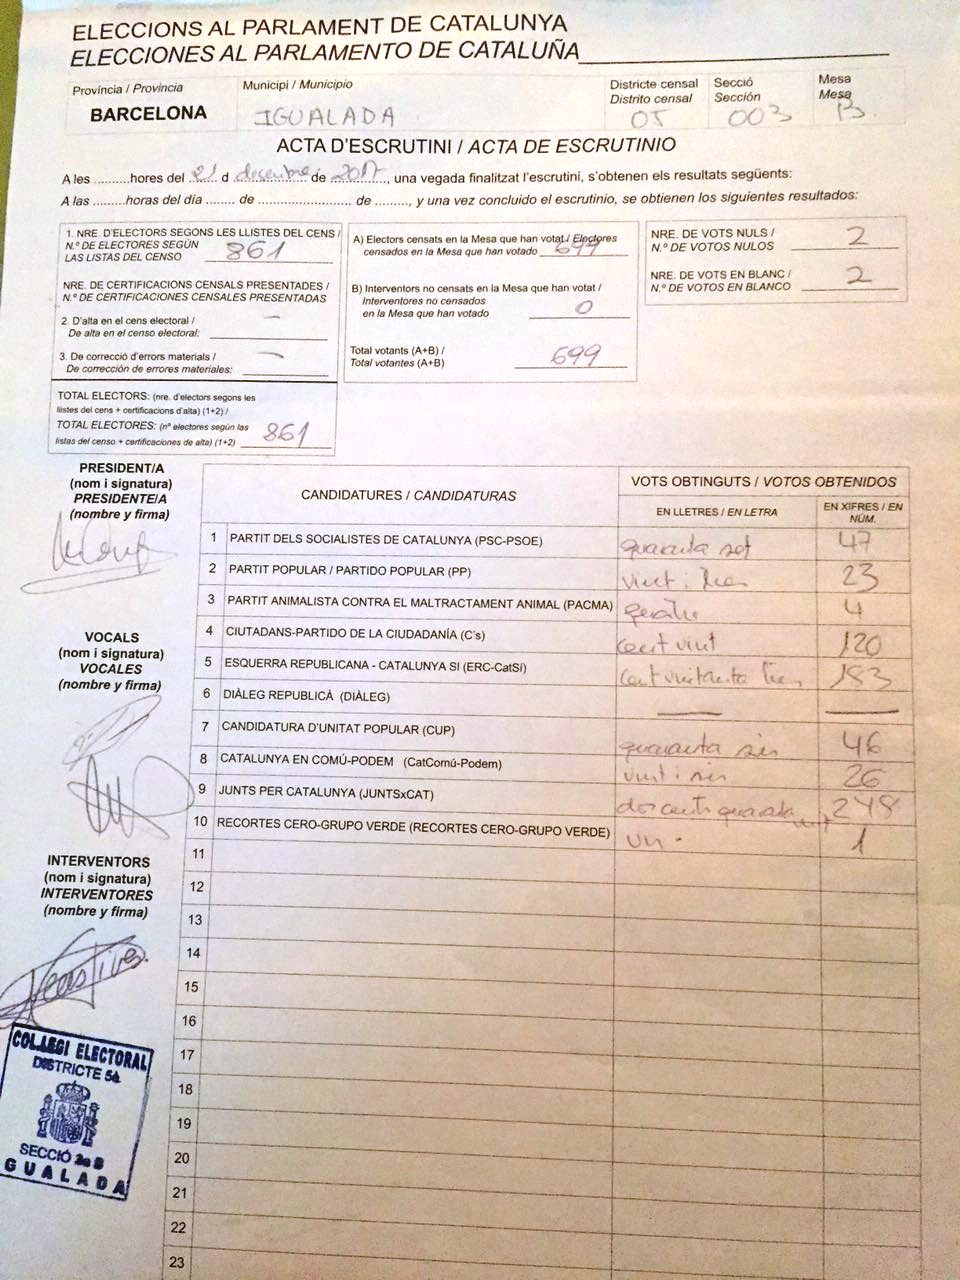 ELECCIONS AL PARLAMENT DE CATALUNYA
ELECCIONES AL PARLAMENTO DE CATALUÑA
Província / Provincia
BARCELONA
Municipi / Municipio
IGUALADA
Districte censal
Distrito censal
05
Secció
Sección
003
Mesa
Mesa
B
ACTA D'ESCRUTINI / ACTA DE ESCRUTINIO
A les ..........hores del 21 d decembre de 2017, una vegada finalitzat l'escrutini, s'obtenen els resultats següents:
A las ..........horas del día ........ de .......................... de ........., y una vez concluido el escrutinio, se obtienen los siguientes resultados:
1. NRE. D'ELECTORS SEGONS LES LLISTES DEL CENS /
N.º DE ELECTORES SEGÚN
LAS LISTAS DEL CENSO 861
NRE. DE CERTIFICACIONS CENSALS PRESENTADES /
N.º DE CERTIFICACIONES CENSALES PRESENTADAS
2. D'alta en el cens electoral /
De alta en el censo electoral: —
3. De correcció d'errors materials /
De corrección de errores materiales: —
TOTAL ELECTORS: (nre. d'electors segons les
llistes del cens + certificacions d'alta) (1+2) /
TOTAL ELECTORES: (nº electores según las
listas del censo + certificaciones de alta) (1+2) 861
A) Electors censats en la Mesa que han votat / Electores
censados en la Mesa que han votado 699
B) Interventors no censats en la Mesa que han votat /
Interventores no censados
en la Mesa que han votado 0
Total votants (A+B) /
Total votantes (A+B) 699
NRE. DE VOTS NULS /
N.º DE VOTOS NULOS 2
NRE. DE VOTS EN BLANC /
N.º DE VOTOS EN BLANCO 2
PRESIDENT/A
(nom i signatura)
PRESIDENTE/A
(nombre y firma)
VOCALS
(nom i signatura)
VOCALES
(nombre y firma)
INTERVENTORS
(nom i signatura)
INTERVENTORES
(nombre y firma)
COL·LEGI ELECTORAL
DISTRICTE 5è
SECCIÓ 3a B
IGUALADA
CANDIDATURES / CANDIDATURAS
VOTS OBTINGUTS / VOTOS OBTENIDOS
EN LLETRES / EN LETRA
EN XIFRES / EN NÚM.
1 PARTIT DELS SOCIALISTES DE CATALUNYA (PSC-PSOE) quaranta set 47
2 PARTIT POPULAR / PARTIDO POPULAR (PP) vint i tres 23
3 PARTIT ANIMALISTA CONTRA EL MALTRACTAMENT ANIMAL (PACMA) quatre 4
4 CIUTADANS-PARTIDO DE LA CIUDADANÍA (C's) cent vint 120
5 ESQUERRA REPUBLICANA - CATALUNYA SI (ERC-CatSí) cent vuitanta tres 183
6 DIÀLEG REPUBLICÀ (DIÀLEG) — —
7 CANDIDATURA D'UNITAT POPULAR (CUP) quaranta sis 46
8 CATALUNYA EN COMÚ-PODEM (CatComú-Podem) vint i sis 26
9 JUNTS PER CATALUNYA (JUNTSxCAT) dos cents quaranta vuit 248
10 RECORTES CERO-GRUPO VERDE (RECORTES CERO-GRUPO VERDE) un 1
11
12
13
14
15
16
17
18
19
20
21
22
23